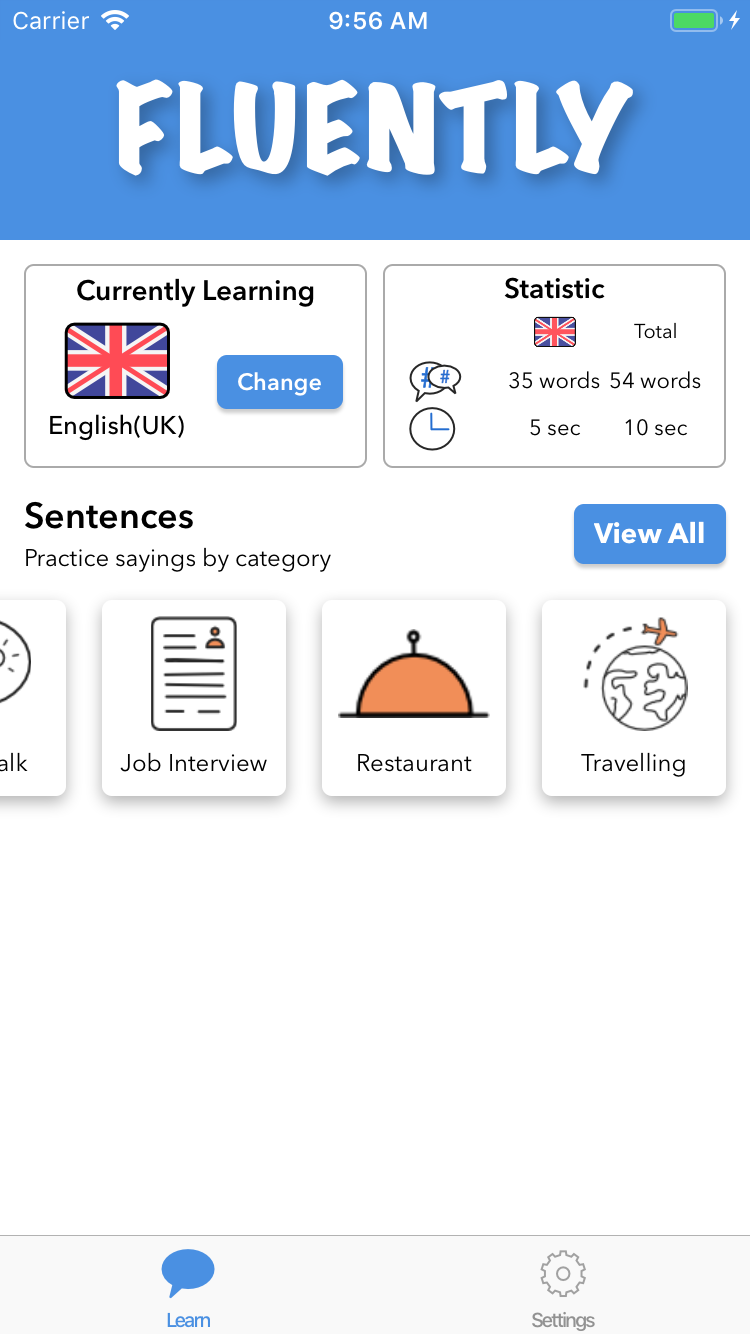 Carrier 9:56 AM
FLUENTLY
Currently Learning
Change
English(UK)
Statistic
Total
# #
35 words 54 words
5 sec 10 sec
Sentences
Practice sayings by category
View All
alk
Job Interview
Restaurant
Travelling
Learn
Settings